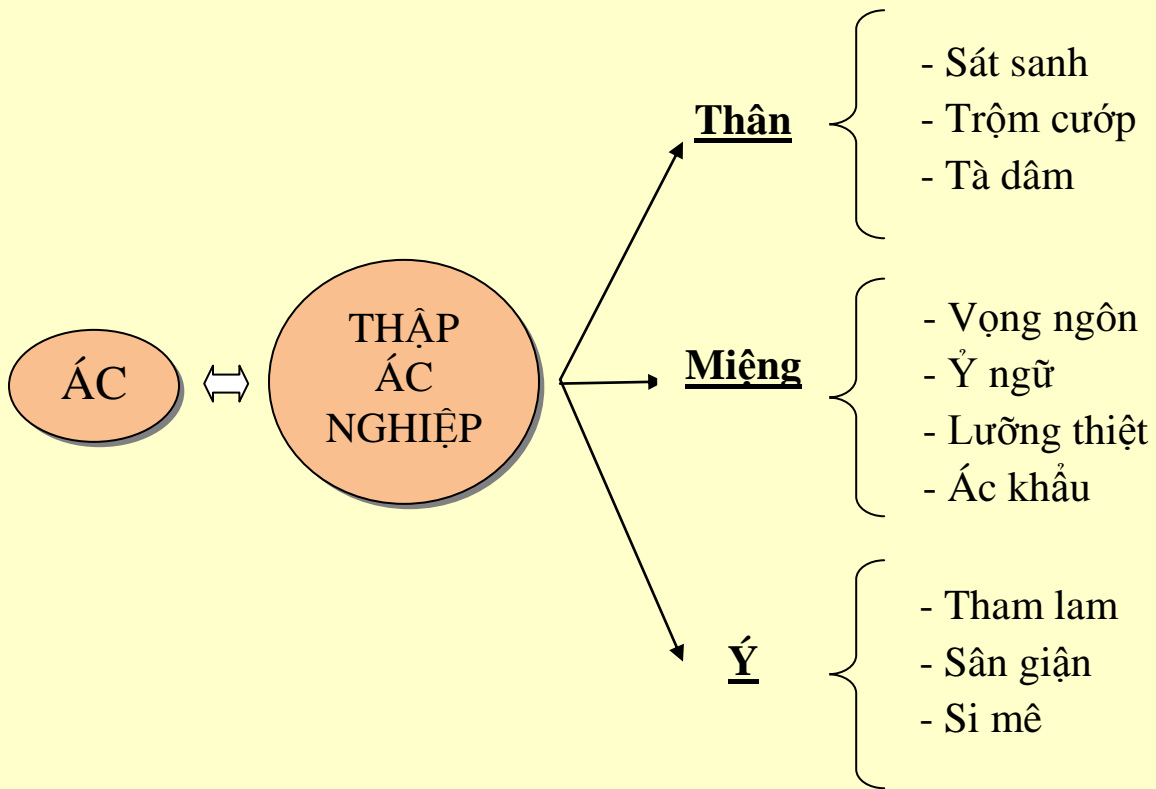 ÁC
THẬP
ÁC
NGHIỆP
Thân
- Sát sanh
- Trộm cướp
- Tà dâm
Miệng
- Vọng ngôn
- Ỷ ngữ
- Lưỡng thiệt
- Ác khẩu
Ý
- Tham lam
- Sân giận
- Si mê